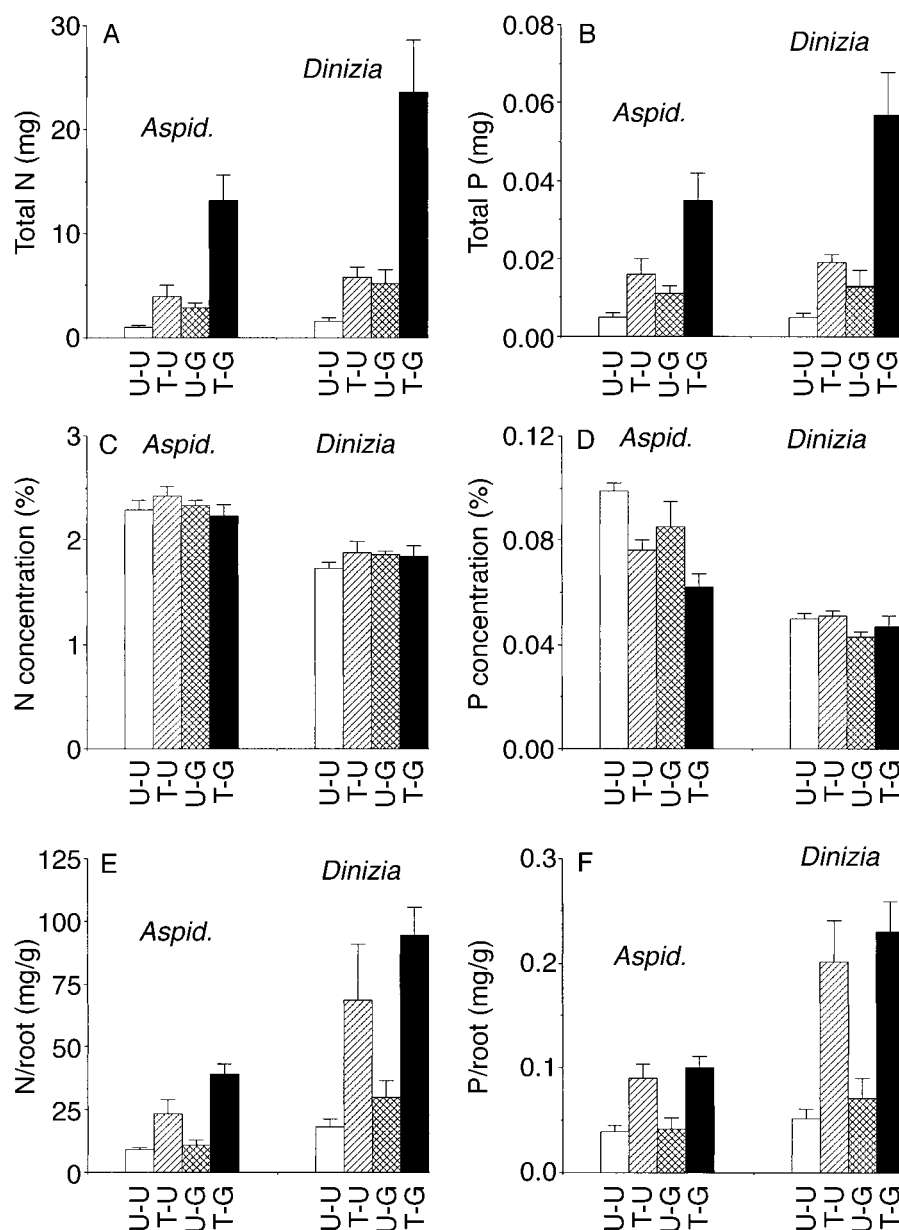 A
Dinizia
Aspid.
Total N (mg)
30
20
10
0
U-U
T-U
U-G
T-G
U-U
T-U
U-G
T-G
B
Dinizia
Aspid.
Total P (mg)
0.08
0.06
0.04
0.02
0.00
U-U
T-U
U-G
T-G
U-U
T-U
U-G
T-G
C
Aspid.
Dinizia
N concentration (%)
3
2
1
0
U-U
T-U
U-G
T-G
U-U
T-U
U-G
T-G
D
Aspid.
Dinizia
P concentration (%)
0.12
0.08
0.04
0.00
U-U
T-U
U-G
T-G
U-U
T-U
U-G
T-G
E
Dinizia
Aspid.
N/root (mg/g)
125
100
75
50
25
0
U-U
T-U
U-G
T-G
U-U
T-U
U-G
T-G
F
Dinizia
Aspid.
P/root (mg/g)
0.3
0.2
0.1
0.0
U-U
T-U
U-G
T-G
U-U
T-U
U-G
T-G